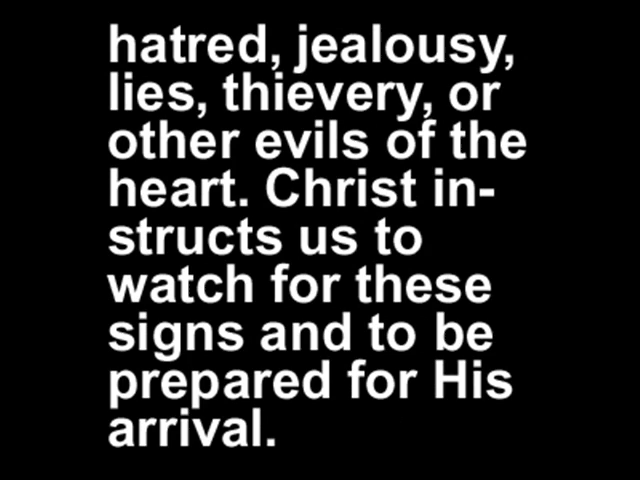 hatred, jealousy,
lies, thievery, or
other evils of the
heart. Christ in-
structs us to
watch for these
signs and to be
prepared for His
arrival.